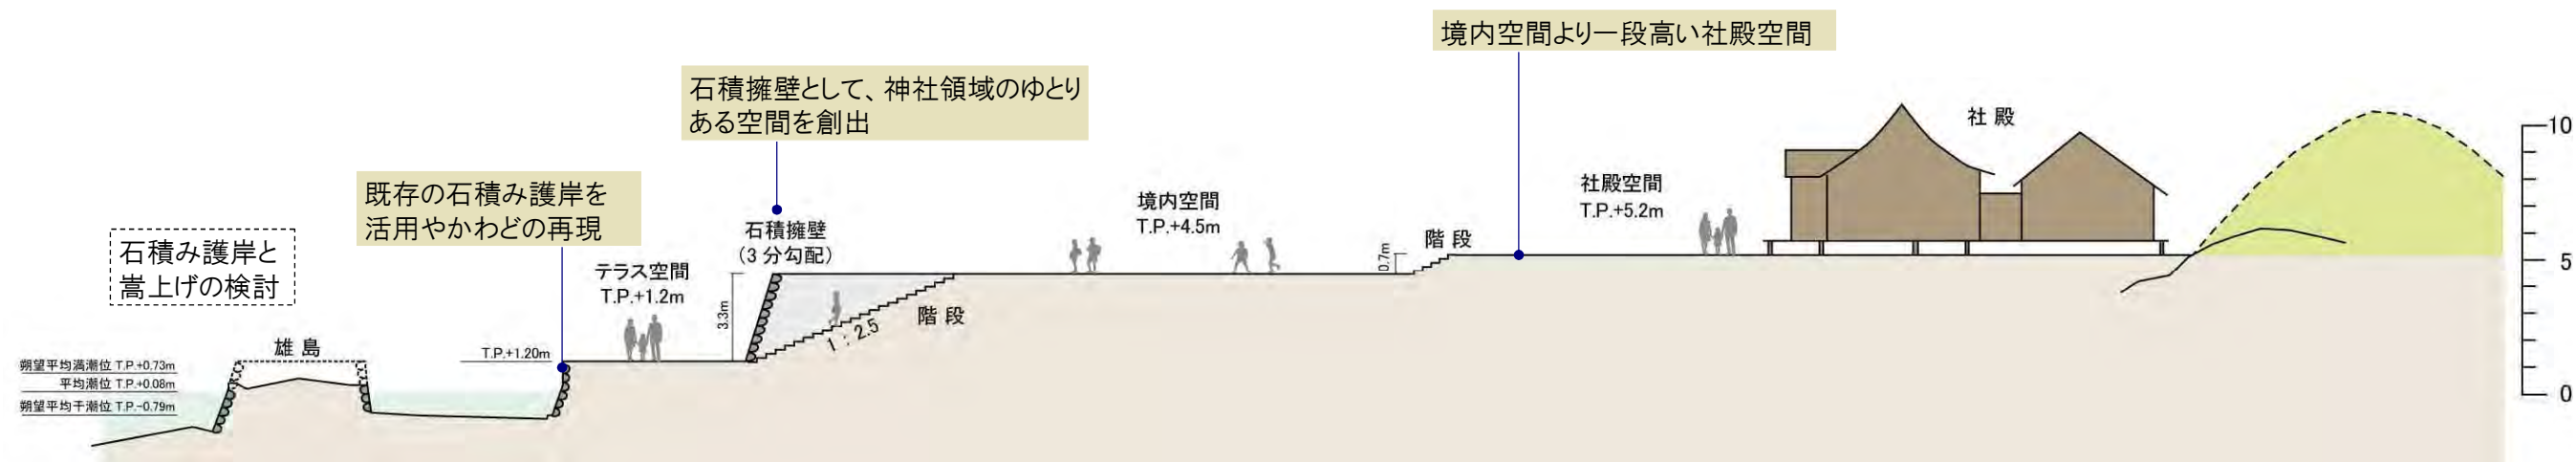 境内空間より一段高い社殿空間
石積擁壁として、神社領域のゆとり
ある空間を創出
既存の石積み護岸を
活用やかわどの再現
石積み護岸と
嵩上げの検討
雄島
朔望平均満潮位 T.P.+0.73m
平均潮位 T.P.+0.08m
朔望平均干潮位 T.P.-0.79m
T.P.+1.20m
テラス空間
T.P.+1.2m
3.3m
石積擁壁
(3分勾配)
1:2.5
階段
境内空間
T.P.+4.5m
0.7m
階段
社殿空間
T.P.+5.2m
社殿
10
5
0